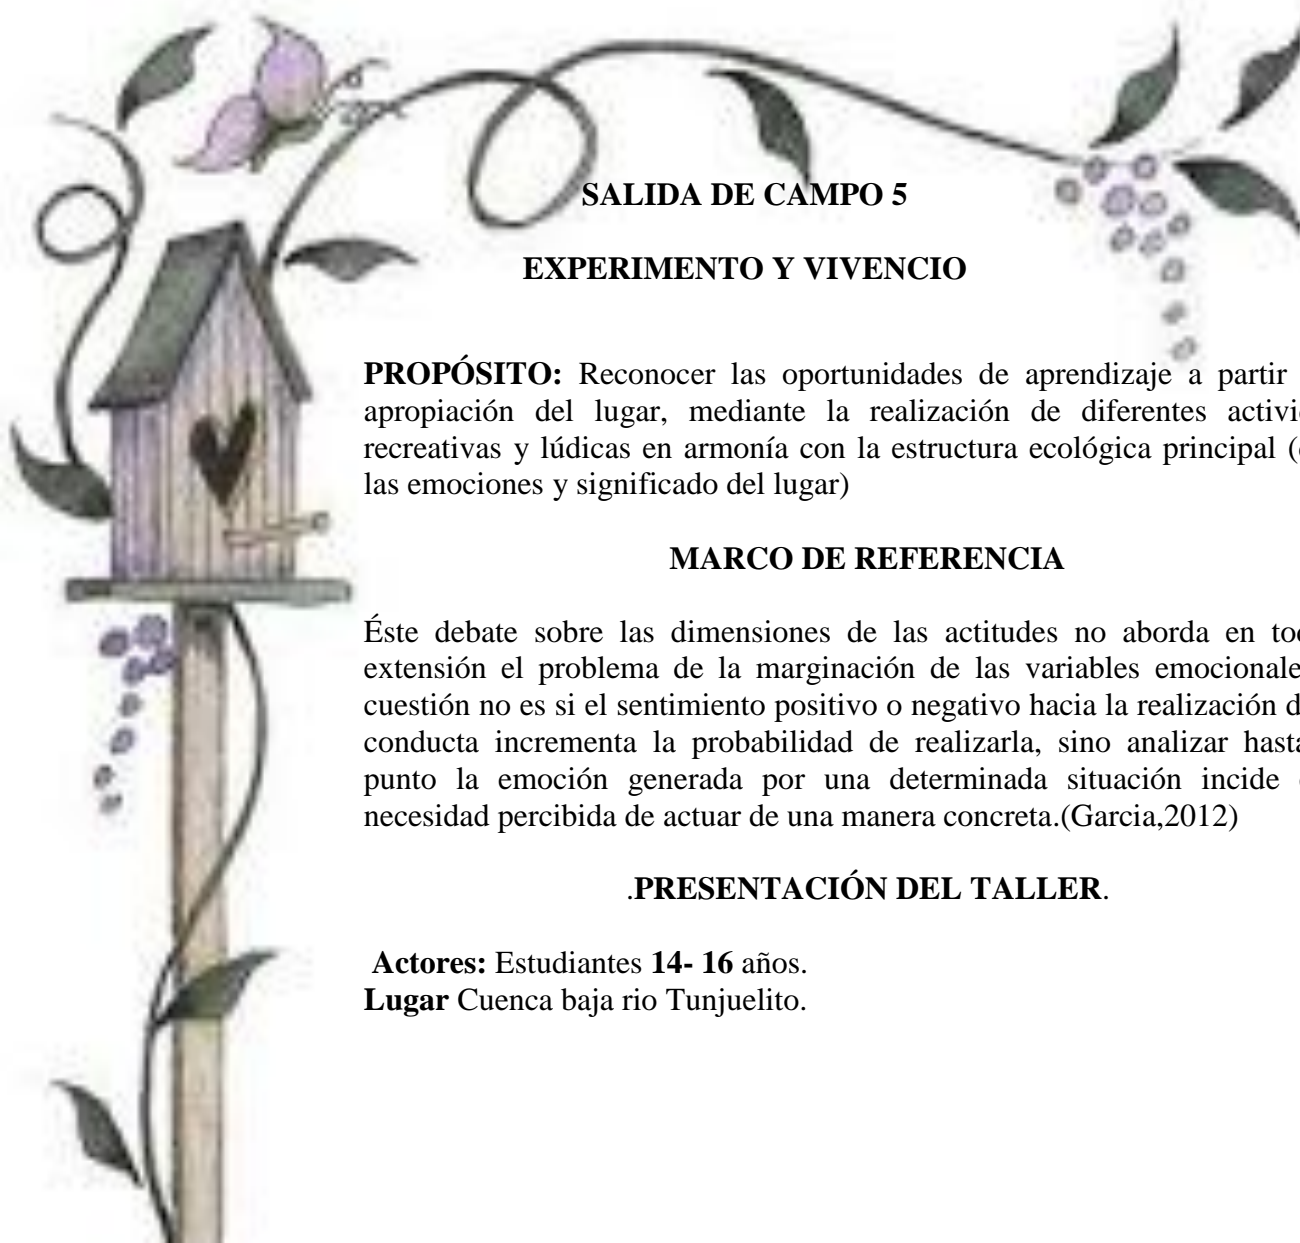 SALIDA DE CAMPO 5
EXPERIMENTO Y VIVENCIO
PROPÓSITO: Reconocer las oportunidades de aprendizaje a partir
apropiación del lugar, mediante la realización de diferentes activi
recreativas y lúdicas en armonía con la estructura ecológica principal (
las emociones y significado del lugar)
MARCO DE REFERENCIA
Éste debate sobre las dimensiones de las actitudes no aborda en to
extensión el problema de la marginación de las variables emocionale
cuestión no es si el sentimiento positivo o negativo hacia la realización d
conducta incrementa la probabilidad de realizarla, sino analizar hasta
punto la emoción generada por una determinada situación incide
necesidad percibida de actuar de una manera concreta.(Garcia,2012)
.PRESENTACIÓN DEL TALLER.
Actores: Estudiantes 14- 16 años.
Lugar Cuenca baja rio Tunjuelito.